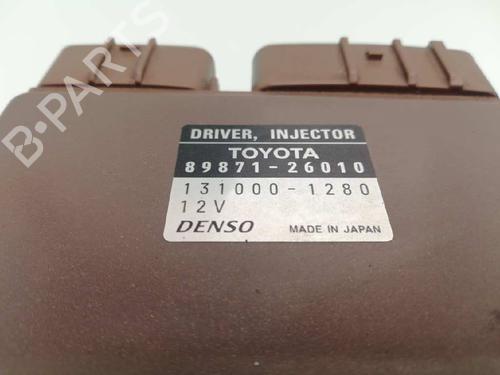 B-PARTS
DRIVER, INJECTOR
TOYOTA
89871-26010
131000-1280
12V
DENSO MADE IN JAPAN